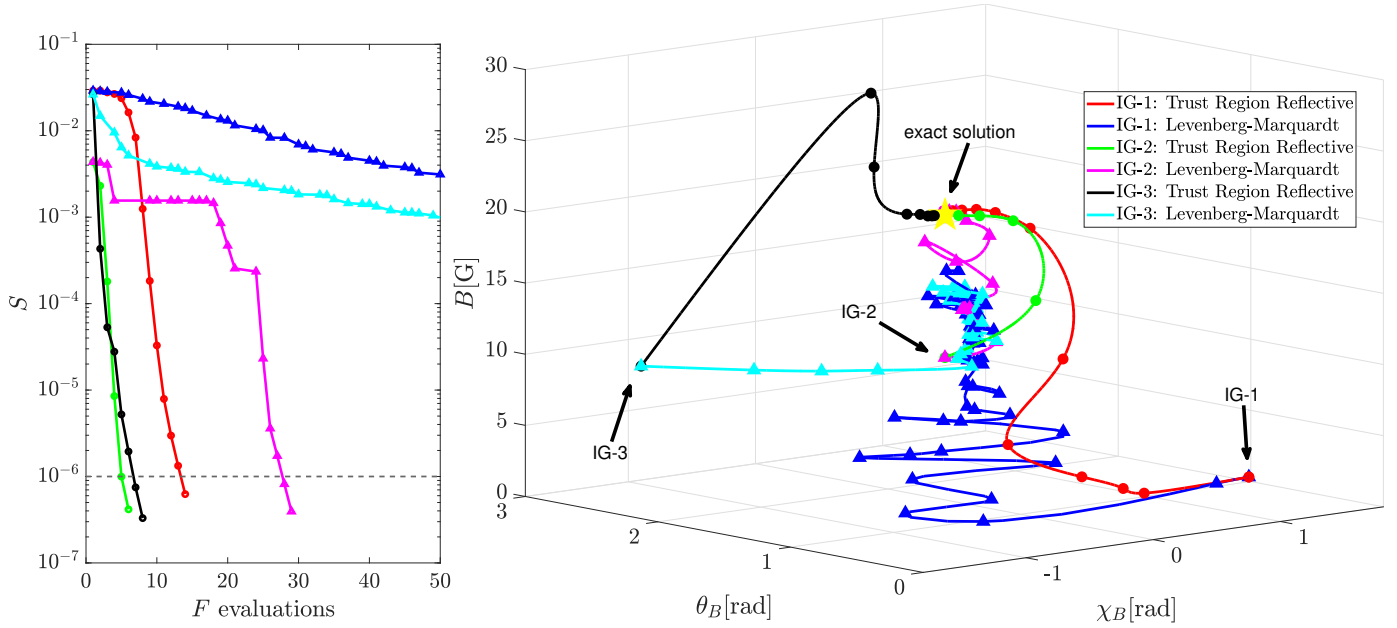 10^-1
10^-2
10^-3
10^-4
10^-5
10^-6
10^-7
S
0 10 20 30 40 50
F evaluations
30
25
20
15
10
5
0
B[G]
3 2 1 0
θ_B[rad]
-1 0 1
χ_B[rad]
exact solution
IG-2
IG-3
IG-1
IG-1: Trust Region Reflective
IG-1: Levenberg-Marquardt
IG-2: Trust Region Reflective
IG-2: Levenberg-Marquardt
IG-3: Trust Region Reflective
IG-3: Levenberg-Marquardt